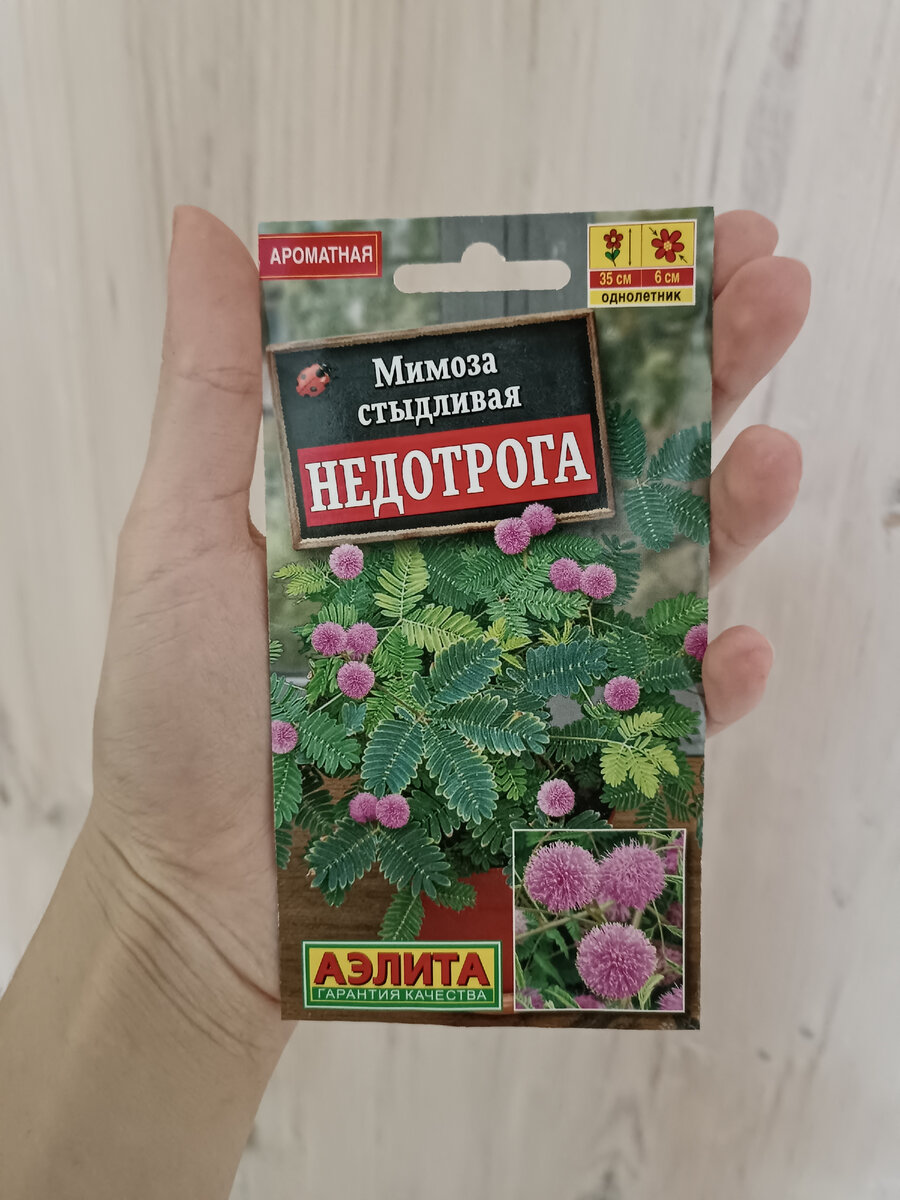 АРОМАТНАЯ
35 см 6 см
однолетник
Мимоза
стыдливая
НЕДОТРОГА
АЭЛИТА
ГАРАНТИЯ КАЧЕСТВА